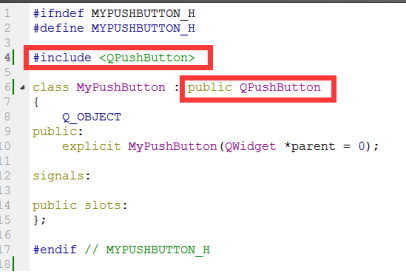 1 #ifndef MYPUSHBUTTON_H
2 #define MYPUSHBUTTON_H
3
4 #include <QPushButton>
5
6 class MyPushButton : public QPushButton
7 {
8 Q_OBJECT
9 public:
10 explicit MyPushButton(QWidget *parent = 0);
11
12 signals:
13
14 public slots:
15 };
16
17 #endif // MYPUSHBUTTON_H
18